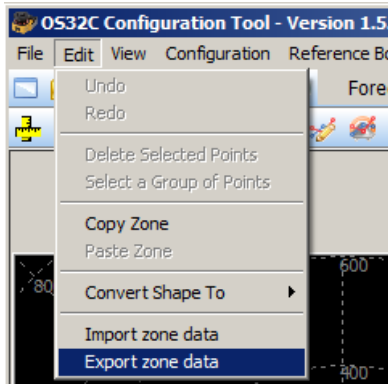 OS32C Configuration Tool - Version 1.5
File Edit View Configuration Reference Bo
Fore
Undo
Redo
Delete Selected Points
Select a Group of Points
Copy Zone
Paste Zone
Convert Shape To
Import zone data
Export zone data
80
600
400